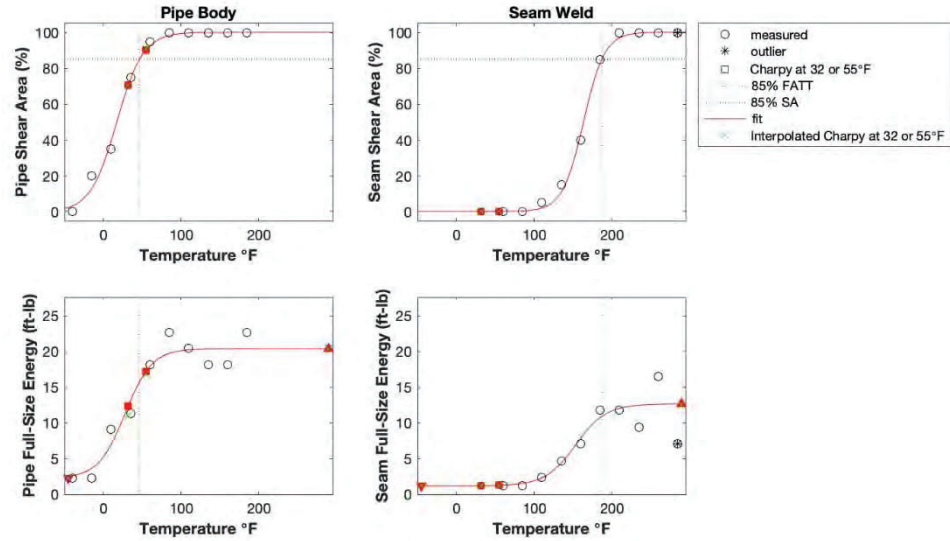 Pipe Body
Seam Weld
100
80
60
40
20
0
Pipe Shear Area (%)
0
100
200
Temperature °F
100
80
60
40
20
0
Seam Shear Area (%)
0
100
200
Temperature °F
measured
outlier
Charpy at 32 or 55°F
85% FATT
85% SA
fit
Interpolated Charpy at 32 or 55°F
25
20
15
10
5
0
Pipe Full-Size Energy (ft-lb)
0
100
200
Temperature °F
25
20
15
10
5
0
Seam Full-Size Energy (ft-lb)
0
100
200
Temperature °F